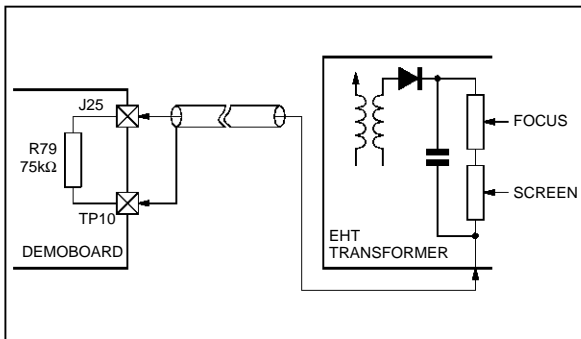 J25
R79
75kΩ
TP10
DEMOBOARD
FOCUS
SCREEN
EHT
TRANSFORMER